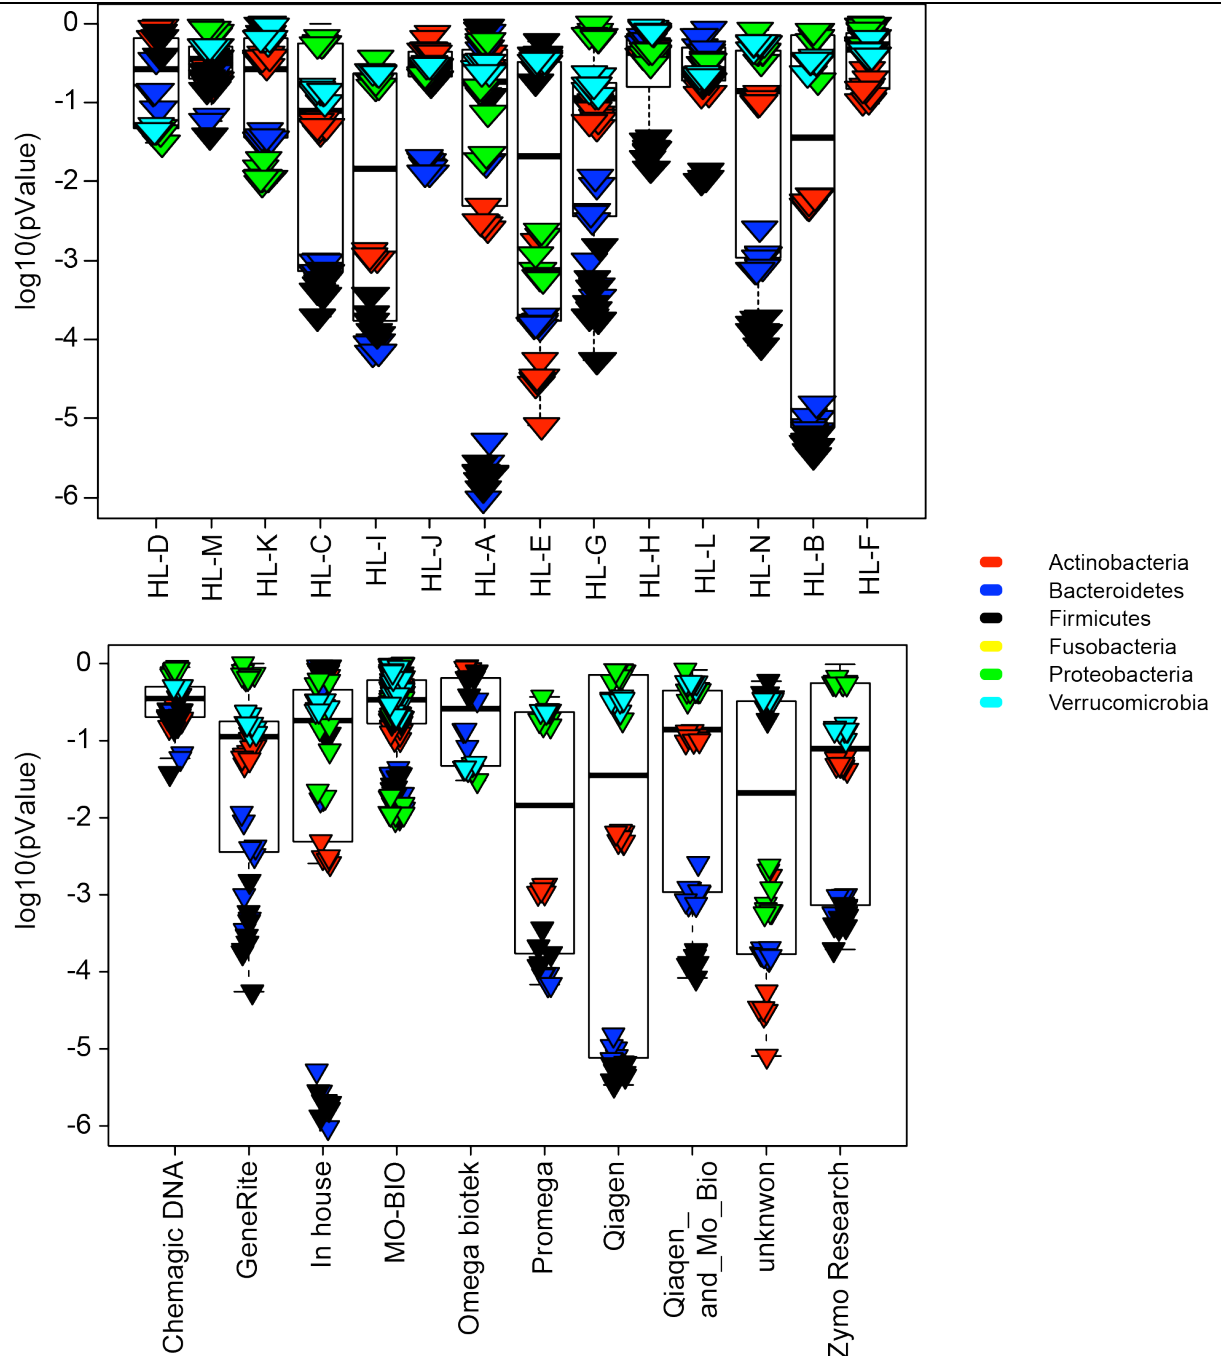 log10(pValue)
0
-1
-2
-3
-4
-5
-6
HL-D
HL-M
HL-K
HL-C
HL-I
HL-J
HL-A
HL-E
HL-G
HL-H
HL-L
HL-N
HL-B
HL-F
Actinobacteria
Bacteroidetes
Firmicutes
Fusobacteria
Proteobacteria
Verrucomicrobia
log10(pValue)
0
-1
-2
-3
-4
-5
-6
Chemagic DNA
GeneRite
In house
MO-BIO
Omega biotek
Promega
Qiagen
Qiaqen_
and_Mo_Bio
unknwon
Zymo Research